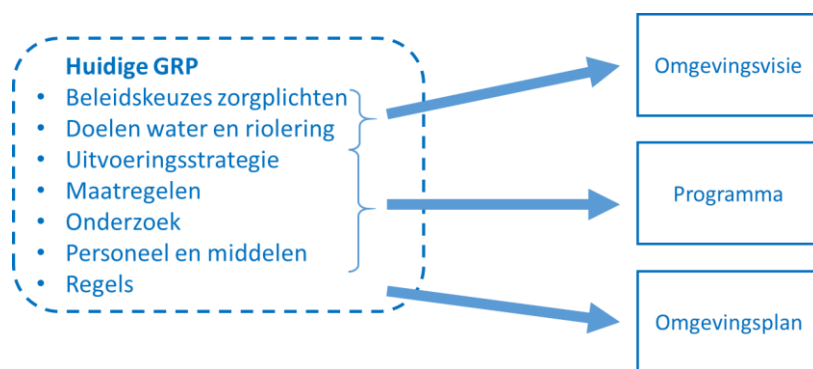 Huidige GRP
• Beleidskeuzes zorgplichten
• Doelen water en riolering
• Uitvoeringsstrategie
• Maatregelen
• Onderzoek
• Personeel en middelen
• Regels
Omgevingsvisie
Programma
Omgevingsplan